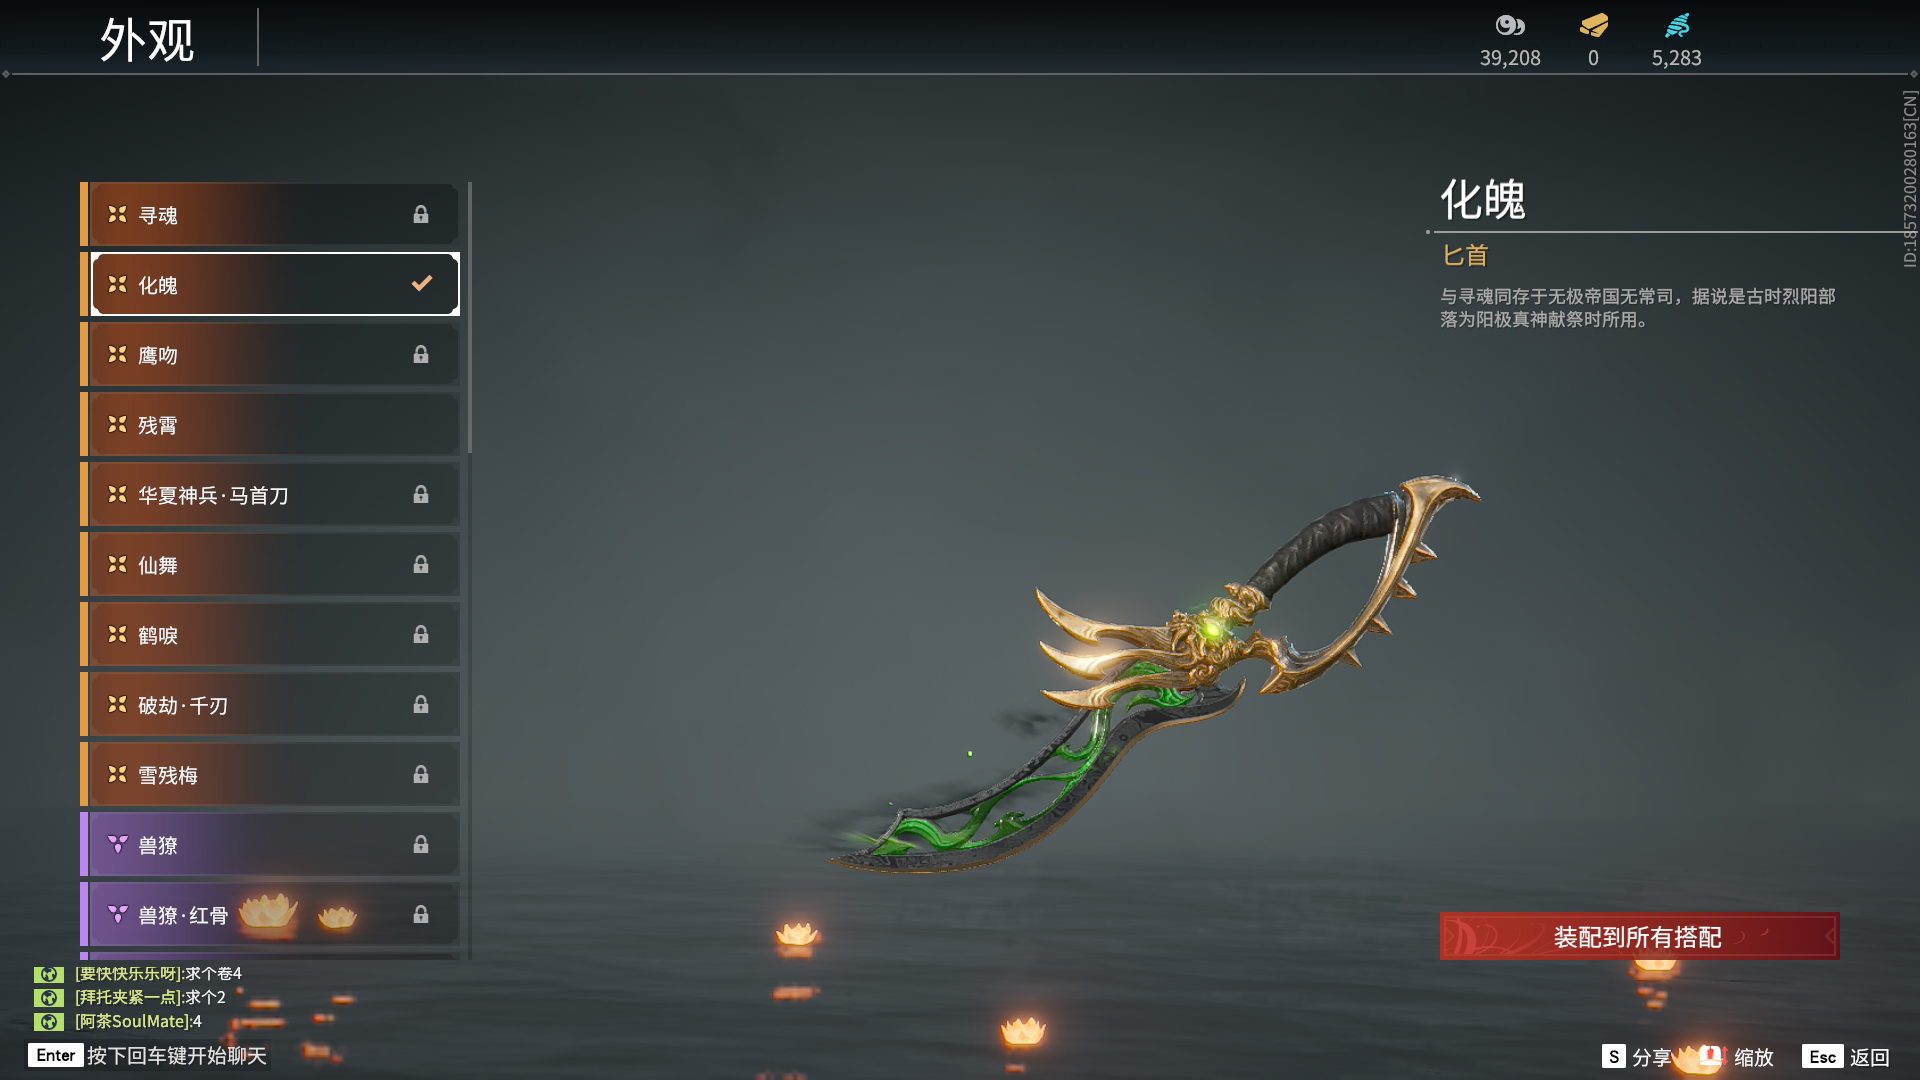 外观
39,208
0
5,283
ID:1857320028016​3[CN]
寻魂
化魄
鹰吻
残霄
华夏神兵·马首刀
仙舞
鹤唳
破劫·千刃
雪残梅
兽獠
兽獠·红骨
化魄
匕首
与寻魂同存于无极帝国无常司，据说是古时烈阳部
落为阳极真神献祭时所用。
装配到所有搭配
[要快快乐乐呀]:求个卷4
[拜托夹紧一点]:求个2
[阿茶SoulMate]:4
Enter 按下回车键开始聊天
S 分享 缩放 Esc 返回